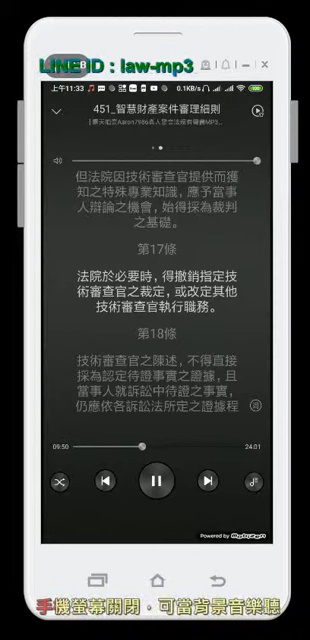 LINE ID：law-mp3
上午11:33
0.1KB/s
451_智慧財產案件審理細則
但法院因技術審查官提供而獲
知之特殊專業知識，應予當事
人辯論之機會，始得採為裁判
之基礎。
第17條
法院於必要時，得撤銷指定技
術審查官之裁定，或改定其他
技術審查官執行職務。
第18條
技術審查官之陳述，不得直接
採為認定待證事實之證據，且
當事人就訴訟中待證之事實，
仍應依各訴訟法所定之證據程
詞
09:50
24:01
Powered by
手機螢幕關閉，可當背景音樂聽